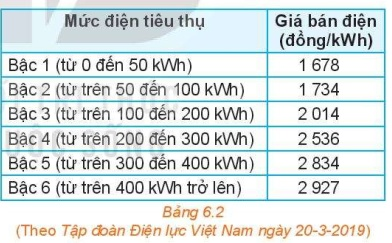 Mức điện tiêu thụ Giá bán điện (đồng/kWh)
Bậc 1 (từ 0 đến 50 kWh) 1 678
Bậc 2 (từ trên 50 đến 100 kWh) 1 734
Bậc 3 (từ trên 100 đến 200 kWh) 2 014
Bậc 4 (từ trên 200 đến 300 kWh) 2 536
Bậc 5 (từ trên 300 đến 400 kWh) 2 834
Bậc 6 (từ trên 400 kWh trở lên) 2 927
Bảng 6.2
(Theo Tập đoàn Điện lực Việt Nam ngày 20-3-2019)